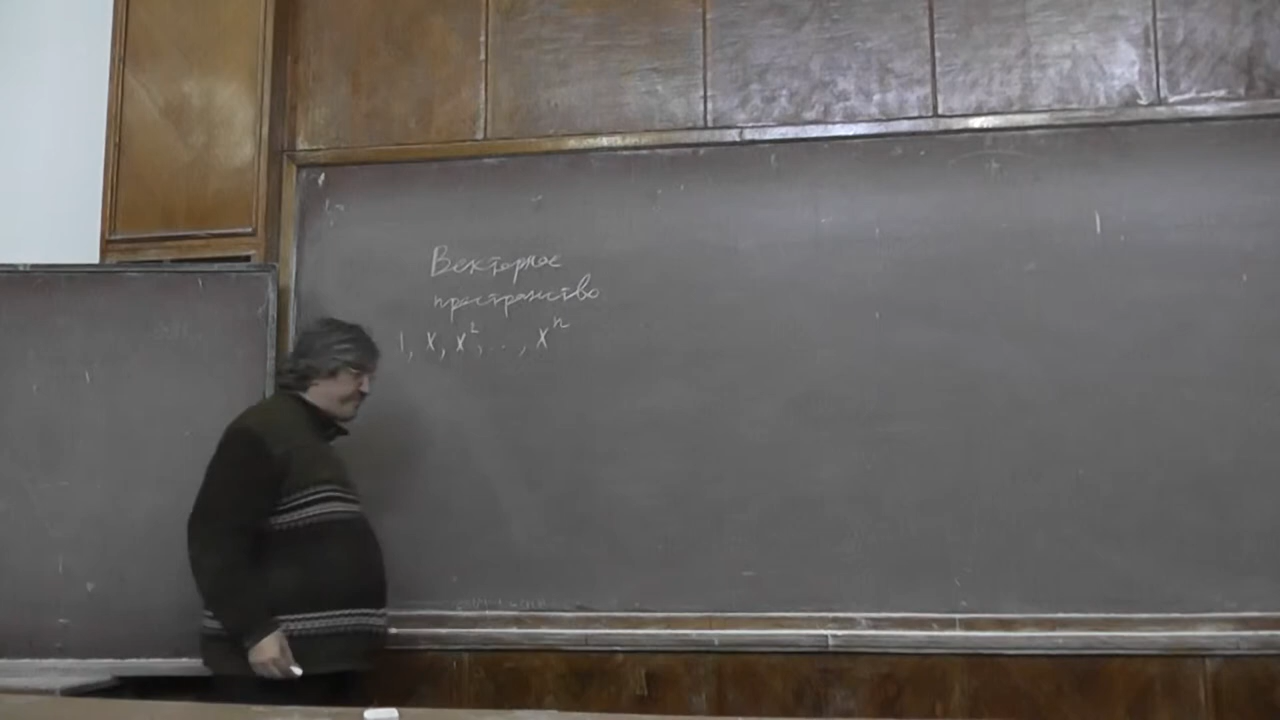 Векторное
пространство
1, x, x², ..., xⁿ